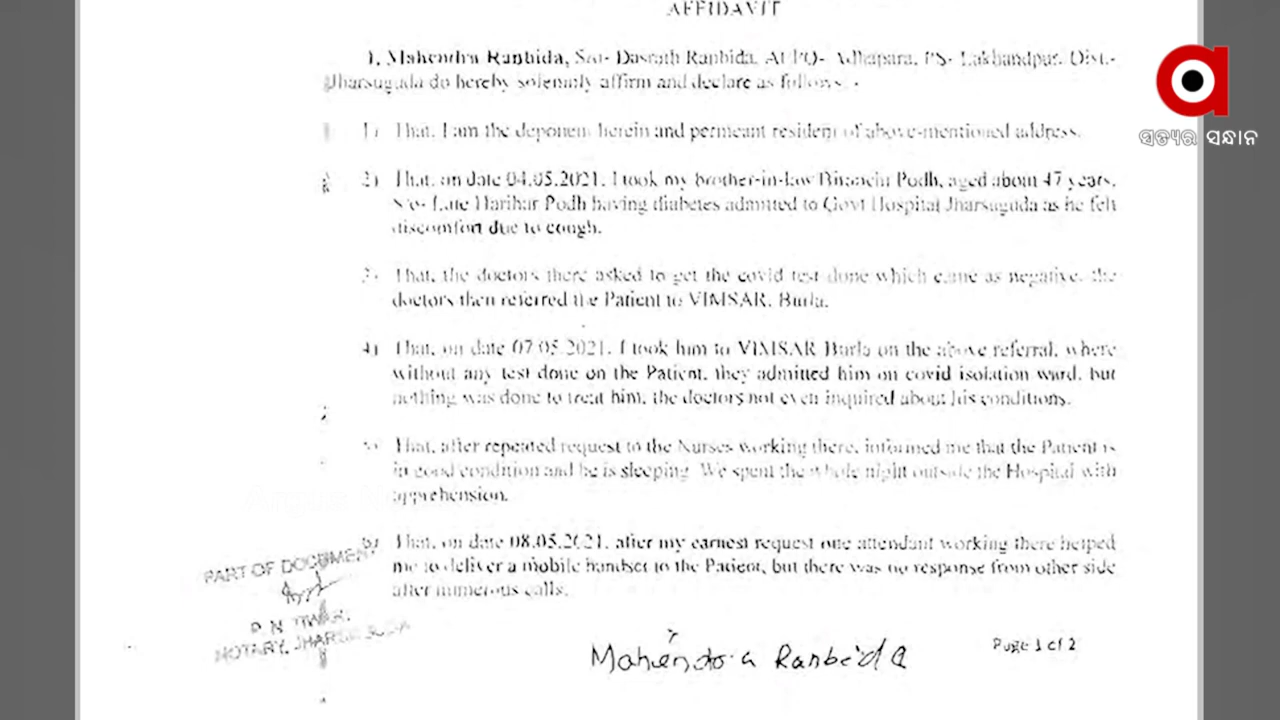 AFFIDAVIT
I, Mahendra Ranbida, S/o- Dasrath Ranbida, At/PO- Adhapara, PS- Lakhandpur, Dist.-
Jharsuguda do hereby solemnly affirm and declare as follows. -
1) That, I am the deponent herein and permeant resident of above-mentioned address.
2) That, on date 04.05.2021, I took my brother-in-law Biranchi Podh, aged about 47 years,
S/o- Late Harihar Podh having diabetes admitted to Govt Hospital Jharsuguda as he felt
discomfort due to cough.
3) That, the doctors there asked to get the covid test done which came as negative, the
doctors then referred the Patient to VIMSAR, Burla.
4) That, on date 07.05.2021, I took him to VIMSAR Burla on the above referral, where
without any test done on the Patient, they admitted him on covid isolation ward, but
nothing was done to treat him, the doctors not even inquired about his conditions.
5) That, after repeated request to the Nurses working there, informed me that the Patient is
in good condition and he is sleeping. We spent the whole night outside the Hospital with
apprehension.
6) That, on date 08.05.2021, after my earnest request one attendant working there helped
me to deliver a mobile handset to the Patient, but there was no response from other side
after numerous calls.
PART OF DOCUMENT
P. N. TIWARI
NOTARY, JHARSUGUDA
Mahendra Ranbida
Page 1 of 2
ସତ୍ୟର ସନ୍ଧାନ